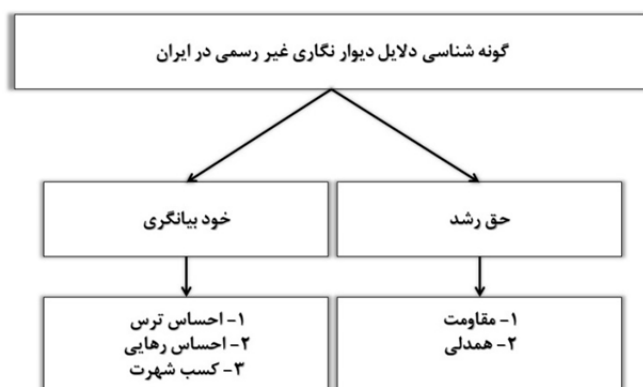 گونه شناسی دلایل دیوار نگاری غیر رسمی در ایران
حق رشد
خود بیانگری
۱- مقاومت
۲- همدلی
۱- احساس ترس
۲- احساس رهایی
۳- کسب شهرت